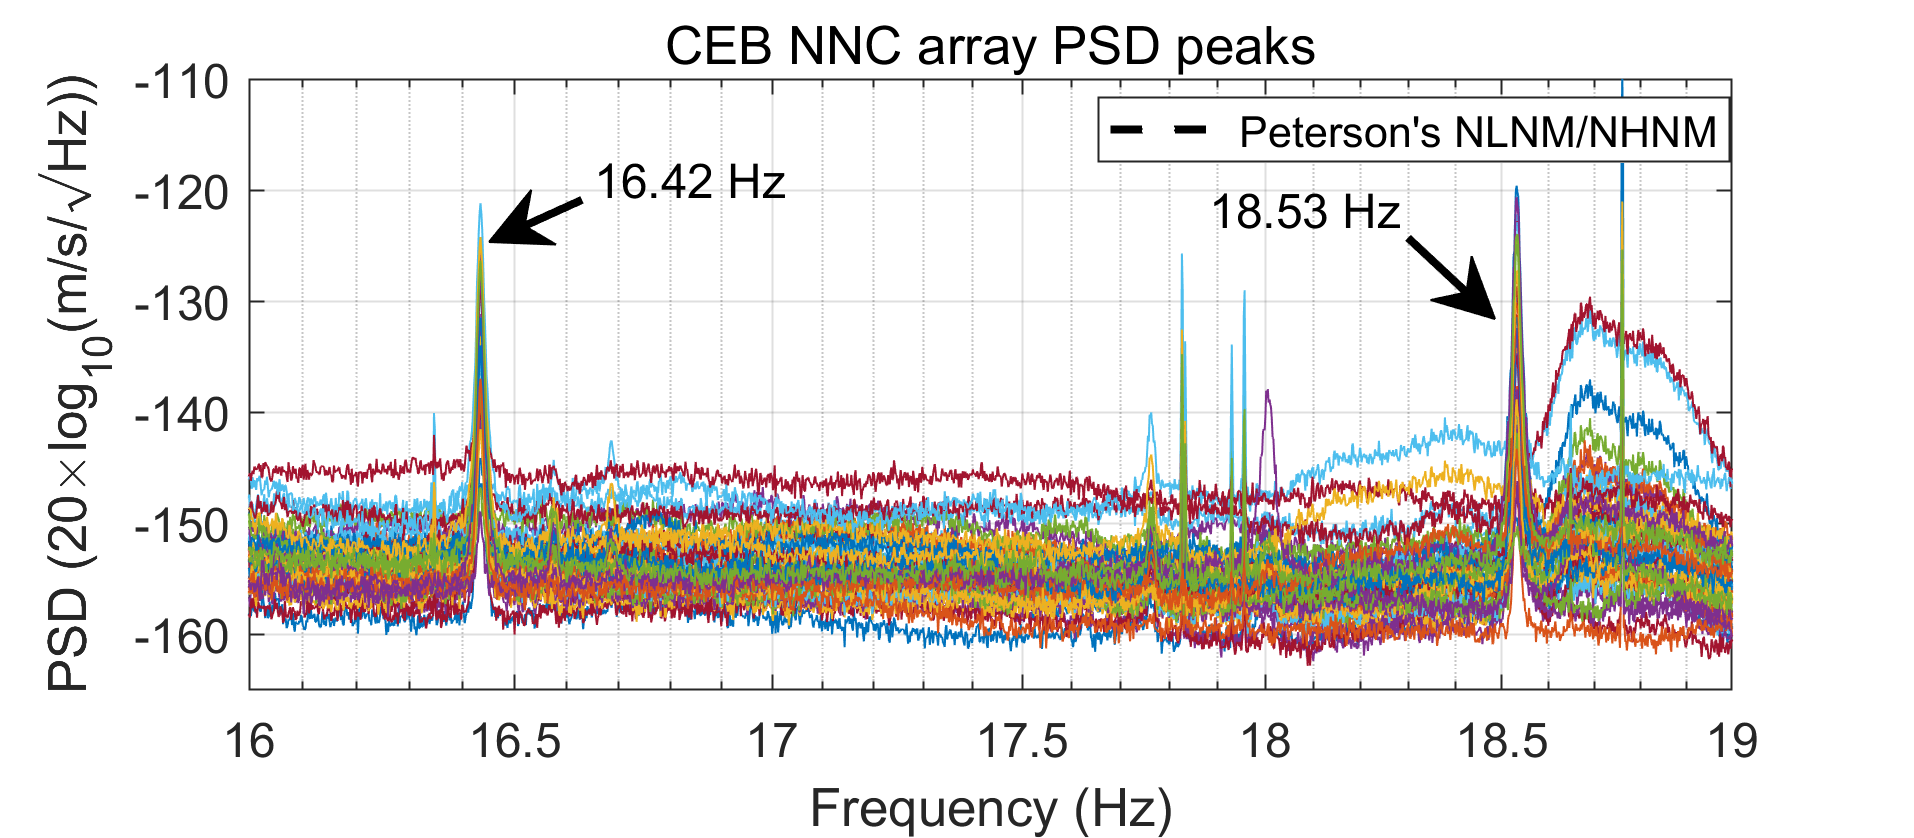 CEB NNC array PSD peaks
PSD (20×log10(m/s/√Hz))
-110
-120
-130
-140
-150
-160
Peterson's NLNM/NHNM
16.42 Hz
18.53 Hz
16 16.5 17 17.5 18 18.5 19
Frequency (Hz)